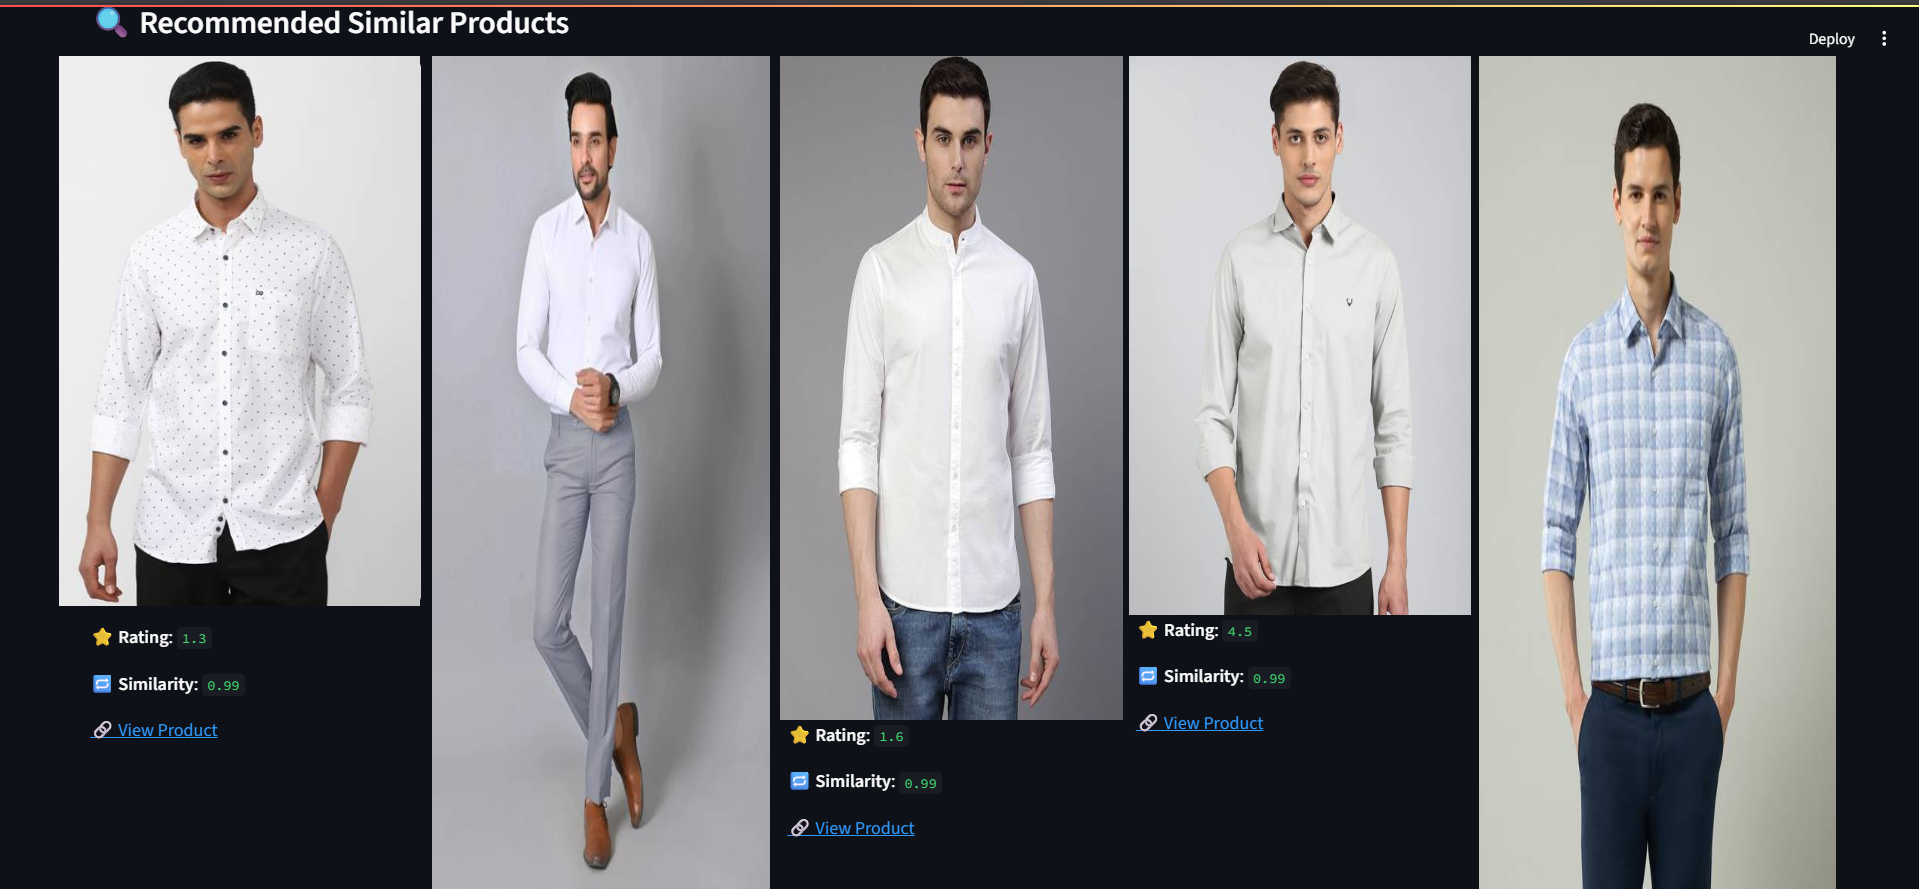 Recommended Similar Products
Deploy
Rating: 1.3
Similarity: 0.99
View Product
Rating: 1.6
Similarity: 0.99
View Product
Rating: 4.5
Similarity: 0.99
View Product